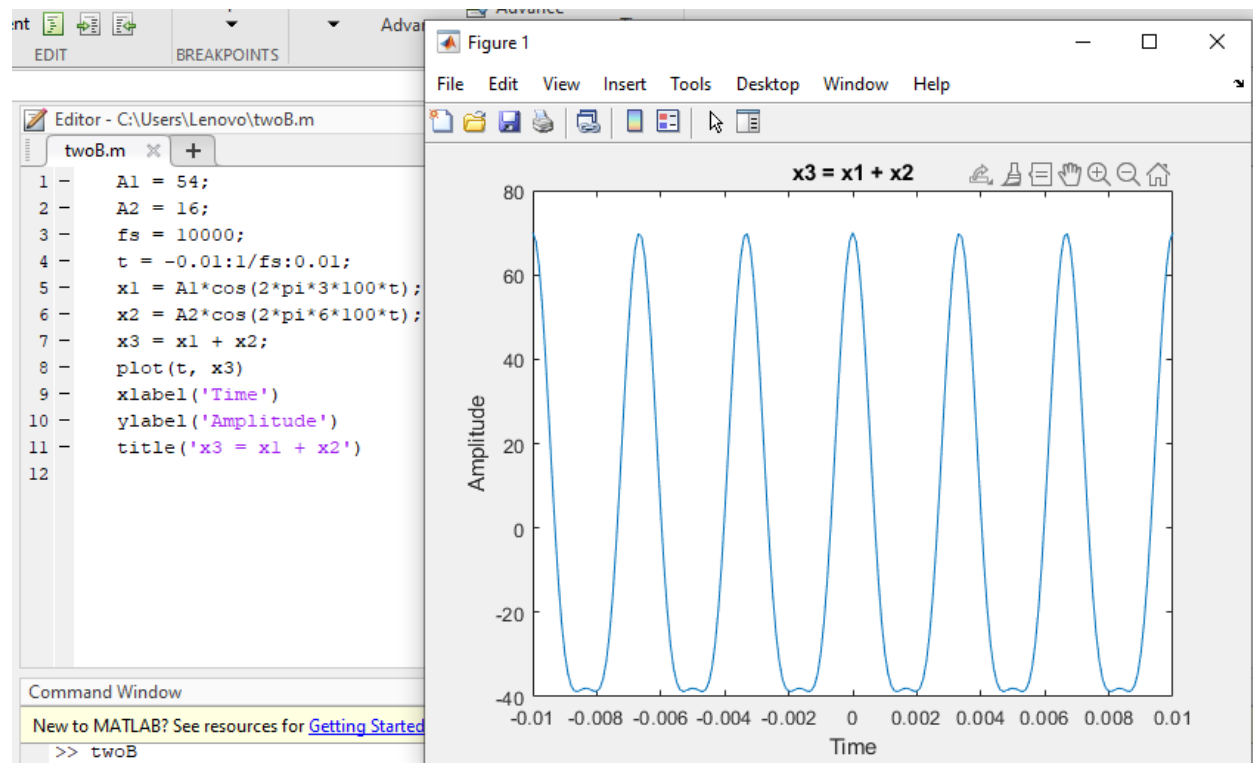 nt
Adva
EDIT
BREAKPOINTS
Editor - C:\Users\Lenovo\twoB.m
twoB.m
1 - A1 = 54;
2 - A2 = 16;
3 - fs = 10000;
4 - t = -0.01:1/fs:0.01;
5 - x1 = A1*cos(2*pi*3*100*t);
6 - x2 = A2*cos(2*pi*6*100*t);
7 - x3 = x1 + x2;
8 - plot(t, x3)
9 - xlabel('Time')
10 - ylabel('Amplitude')
11 - title('x3 = x1 + x2')
12
Command Window
New to MATLAB? See resources for Getting Started
>> twoB
Advance
Figure 1
File Edit View Insert Tools Desktop Window Help
x3 = x1 + x2
80
60
40
20
0
-20
-40
Amplitude
-0.01 -0.008 -0.006 -0.004 -0.002 0 0.002 0.004 0.006 0.008 0.01
Time